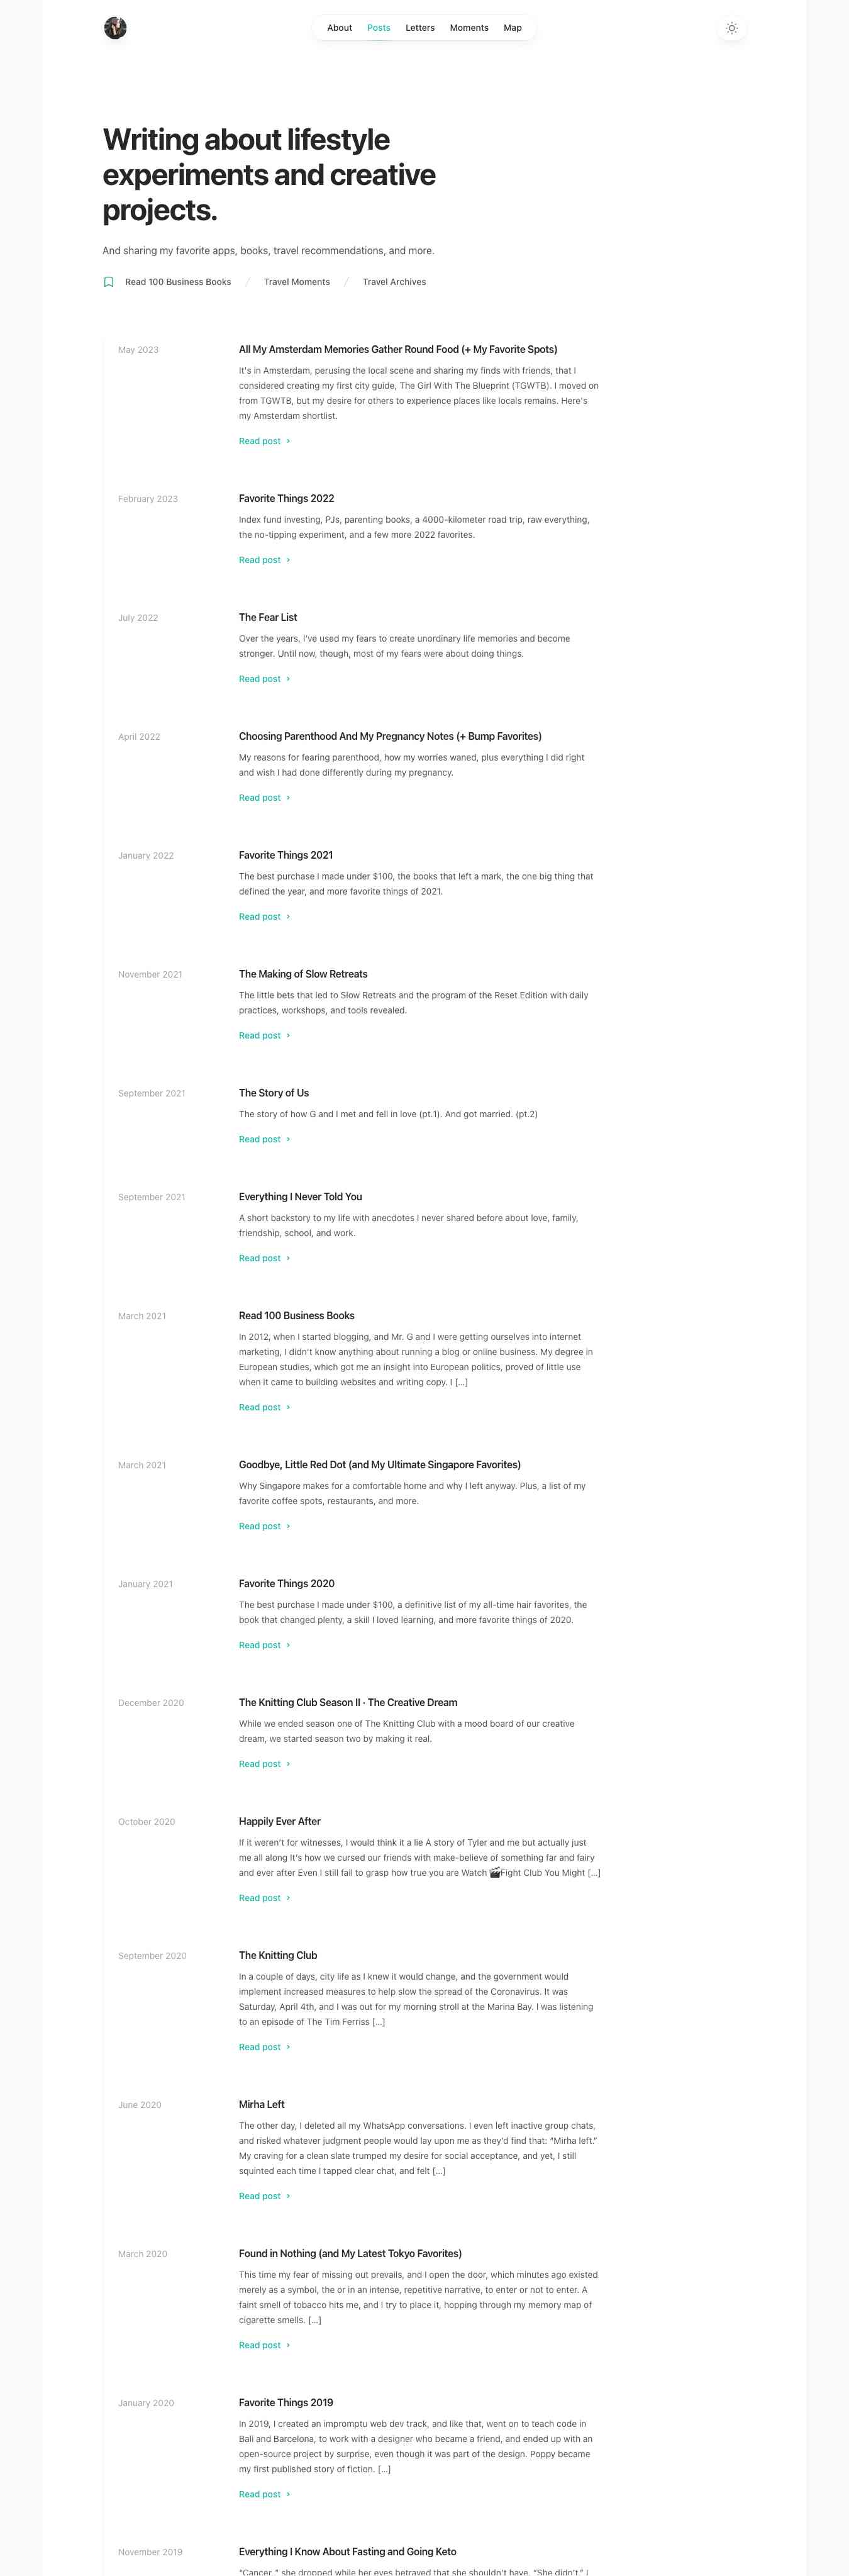 About Posts Letters Moments Map
Writing about lifestyle
experiments and creative
projects.
And sharing my favorite apps, books, travel recommendations, and more.
Read 100 Business Books / Travel Moments / Travel Archives
May 2023
All My Amsterdam Memories Gather Round Food (+ My Favorite Spots)
It's in Amsterdam, perusing the local scene and sharing my finds with friends, that I
considered creating my first city guide, The Girl With The Blueprint (TGWTB). I moved on
from TGWTB, but my desire for others to experience places like locals remains. Here's
my Amsterdam shortlist.
Read post
February 2023
Favorite Things 2022
Index fund investing, PJs, parenting books, a 4000-kilometer road trip, raw everything,
the no-tipping experiment, and a few more 2022 favorites.
Read post
July 2022
The Fear List
Over the years, I've used my fears to create unordinary life memories and become
stronger. Until now, though, most of my fears were about doing things.
Read post
April 2022
Choosing Parenthood And My Pregnancy Notes (+ Bump Favorites)
My reasons for fearing parenthood, how my worries waned, plus everything I did right
and wish I had done differently during my pregnancy.
Read post
January 2022
Favorite Things 2021
The best purchase I made under $100, the books that left a mark, the one big thing that
defined the year, and more favorite things of 2021.
Read post
November 2021
The Making of Slow Retreats
The little bets that led to Slow Retreats and the program of the Reset Edition with daily
practices, workshops, and tools revealed.
Read post
September 2021
The Story of Us
The story of how G and I met and fell in love (pt.1). And got married. (pt.2)
Read post
September 2021
Everything I Never Told You
A short backstory to my life with anecdotes I never shared before about love, family,
friendship, school, and work.
Read post
March 2021
Read 100 Business Books
In 2012, when I started blogging, and Mr. G and I were getting ourselves into internet
marketing, I didn't know anything about running a blog or online business. My degree in
European studies, which got me an insight into European politics, proved of little use
when it came to building websites and writing copy. I [...]
Read post
March 2021
Goodbye, Little Red Dot (and My Ultimate Singapore Favorites)
Why Singapore makes for a comfortable home and why I left anyway. Plus, a list of my
favorite coffee spots, restaurants, and more.
Read post
January 2021
Favorite Things 2020
The best purchase I made under $100, a definitive list of my all-time hair favorites, the
book that changed plenty, a skill I loved learning, and more favorite things of 2020.
Read post
December 2020
The Knitting Club Season II · The Creative Dream
While we ended season one of The Knitting Club with a mood board of our creative
dream, we started season two by making it real.
Read post
October 2020
Happily Ever After
If it weren't for witnesses, I would think it a lie A story of Tyler and me but actually just
me all along It's how we cursed our friends with make-believe of something far and fairy
and ever after Even I still fail to grasp how true you are Watch 🎬Fight Club You Might [...]
Read post
September 2020
The Knitting Club
In a couple of days, city life as I knew it would change, and the government would
implement increased measures to help slow the spread of the Coronavirus. It was
Saturday, April 4th, and I was out for my morning stroll at the Marina Bay. I was listening
to an episode of The Tim Ferriss [...]
Read post
June 2020
Mirha Left
The other day, I deleted all my WhatsApp conversations. I even left inactive group chats,
and risked whatever judgment people would lay upon me as they'd find that: "Mirha left."
My craving for a clean slate trumped my desire for social acceptance, and yet, I still
squinted each time I tapped clear chat, and felt [...]
Read post
March 2020
Found in Nothing (and My Latest Tokyo Favorites)
This time my fear of missing out prevails, and I open the door, which minutes ago existed
merely as a symbol, the or in an intense, repetitive narrative, to enter or not to enter. A
faint smell of tobacco hits me, and I try to place it, hopping through my memory map of
cigarette smells. [...]
Read post
January 2020
Favorite Things 2019
In 2019, I created an impromptu web dev track, and like that, went on to teach code in
Bali and Barcelona, to work with a designer who became a friend, and ended up with an
open-source project by surprise, even though it was part of the design. Poppy became
my first published story of fiction. [...]
Read post
November 2019
Everything I Know About Fasting and Going Keto
"Cancer.." she dropped while her eyes betrayed that she shouldn't have. "She didn't." I